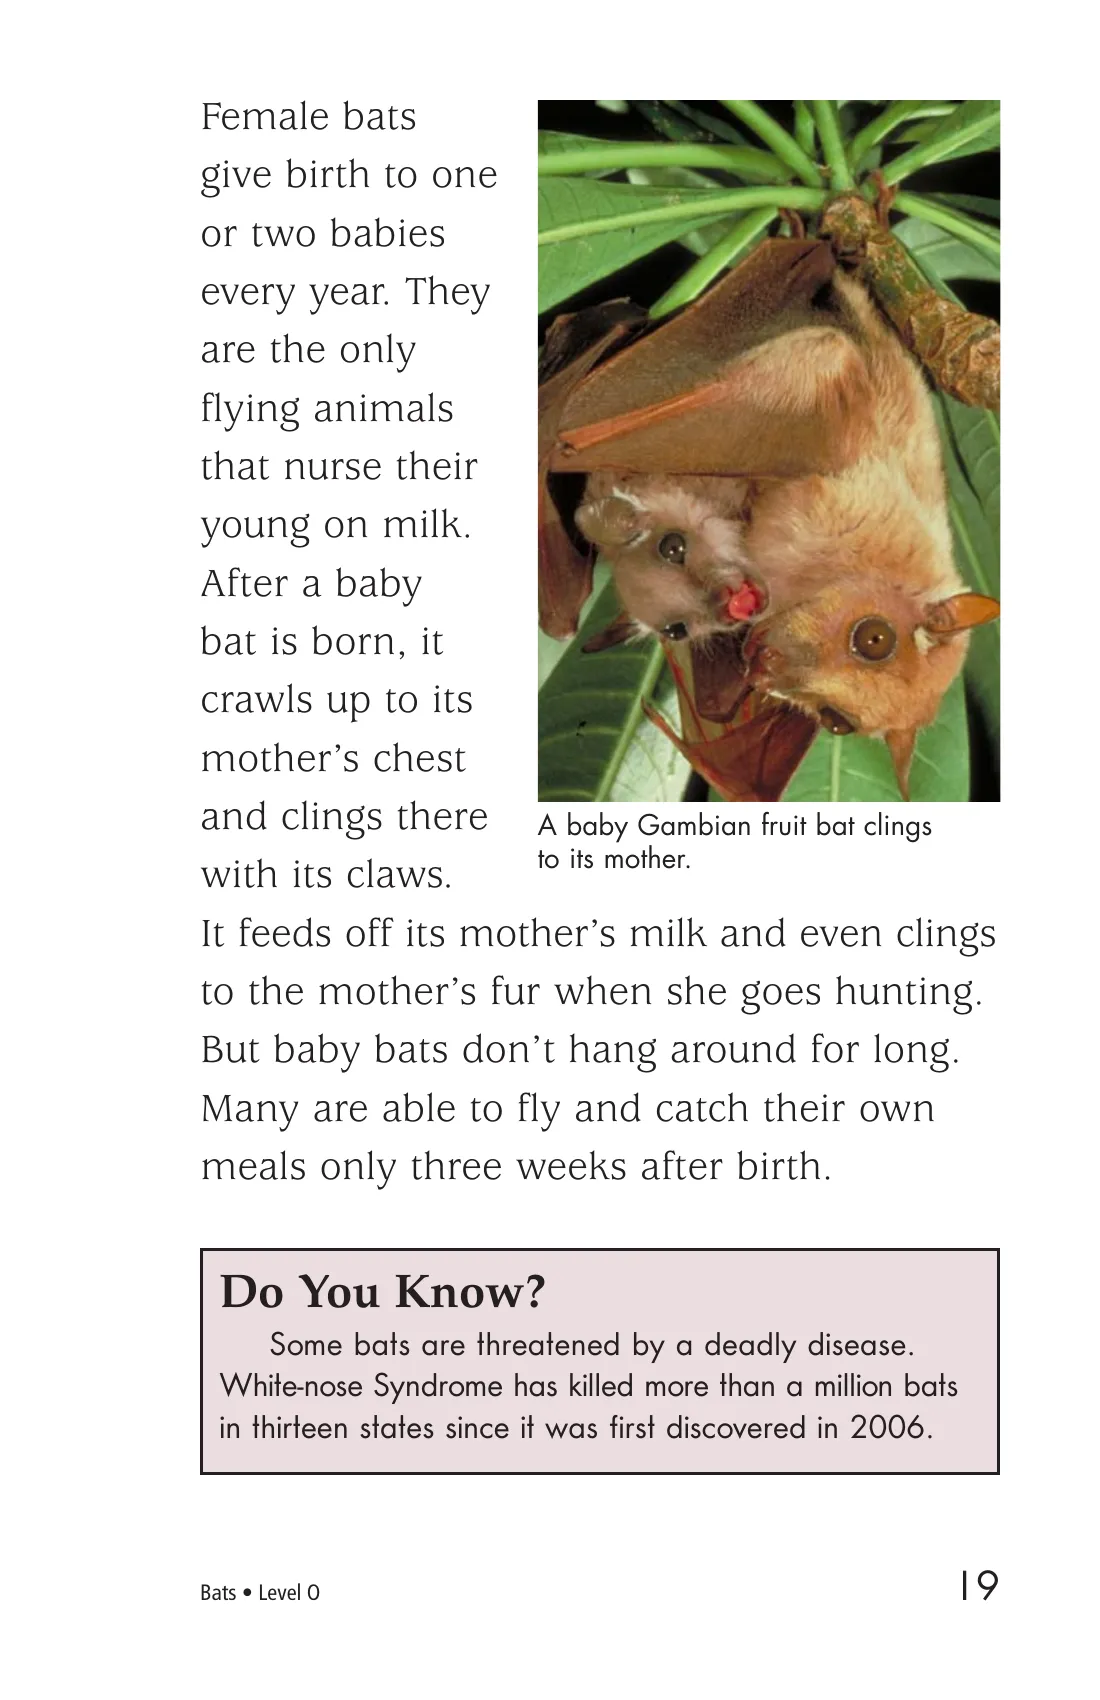 Female bats
give birth to one
or two babies
every year. They
are the only
flying animals
that nurse their
young on milk.
After a baby
bat is born, it
crawls up to its
mother’s chest
and clings there
with its claws.
It feeds off its mother’s milk and even clings
to the mother’s fur when she goes hunting.
But baby bats don’t hang around for long.
Many are able to fly and catch their own
meals only three weeks after birth.
A baby Gambian fruit bat clings
to its mother.
Do You Know?
Some bats are threatened by a deadly disease.
White-nose Syndrome has killed more than a million bats
in thirteen states since it was first discovered in 2006.
Bats • Level O
19